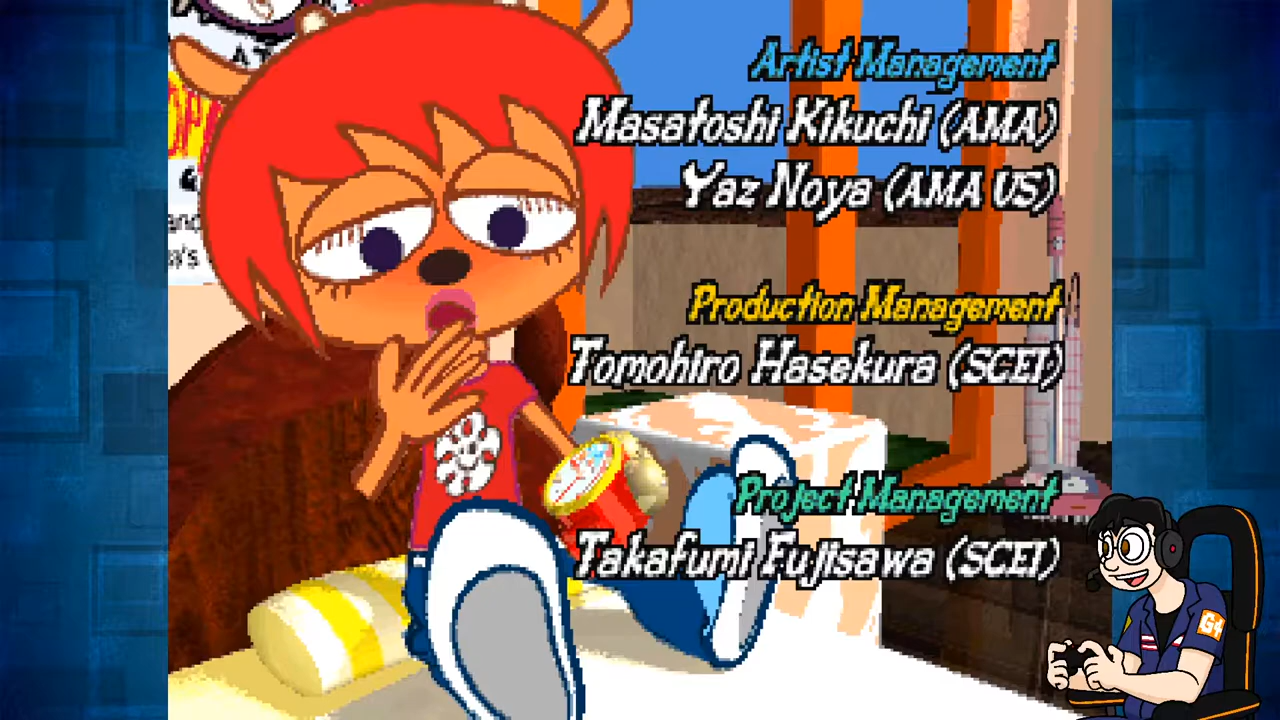 Artist Management
Masatoshi Kikuchi (AMA)
Yaz Noya (AMA US)
Production Management
Tomohiro Hasekura (SCEI)
Project Management
Takafumi Fujisawa (SCEI)
G4